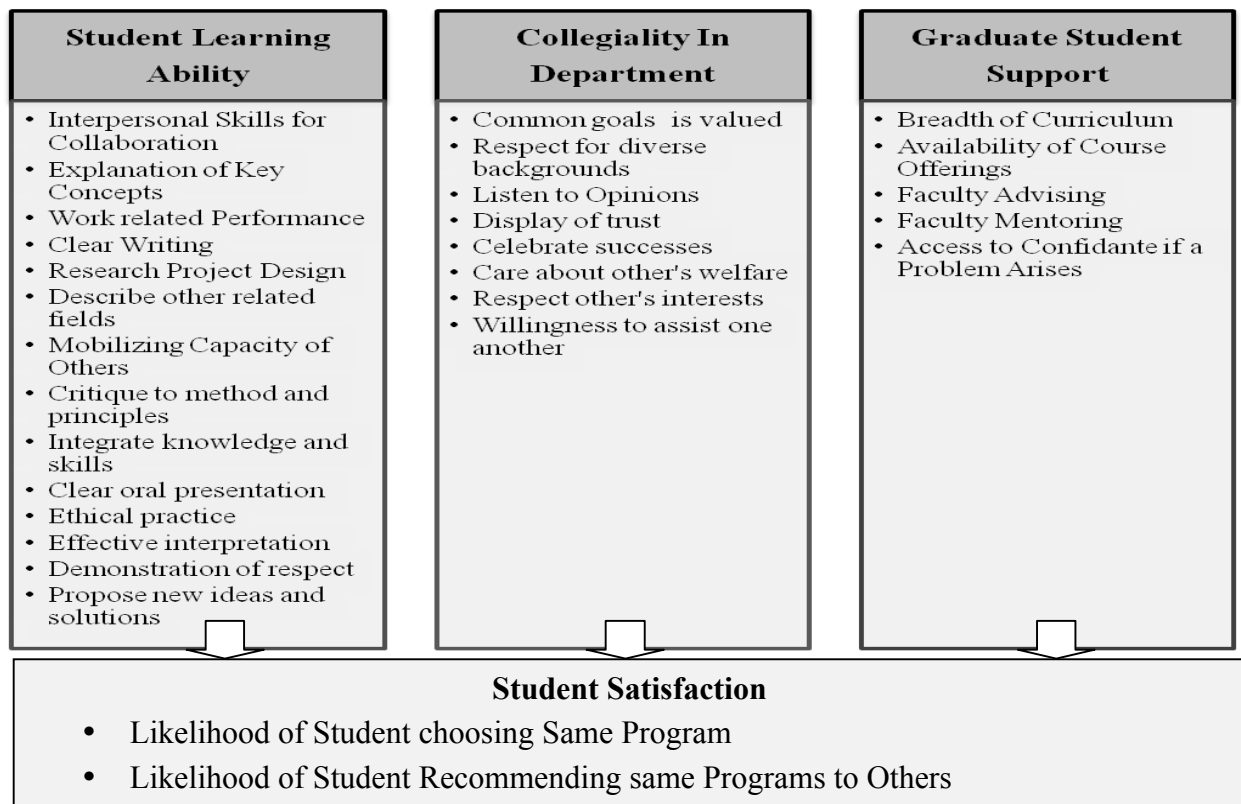 Student Learning
Ability
• Interpersonal Skills for
Collaboration
• Explanation of Key
Concepts
• Work related Performance
• Clear Writing
• Research Project Design
• Describe other related
fields
• Mobilizing Capacity of
Others
• Critique to method and
principles
• Integrate knowledge and
skills
• Clear oral presentation
• Ethical practice
• Effective interpretation
• Demonstration of respect
• Propose new ideas and
solutions
Collegiality In
Department
• Common goals is valued
• Respect for diverse
backgrounds
• Listen to Opinions
• Display of trust
• Celebrate successes
• Care about other's welfare
• Respect other's interests
• Willingness to assist one
another
Graduate Student
Support
• Breadth of Curriculum
• Availability of Course
Offerings
• Faculty Advising
• Faculty Mentoring
• Access to Confidante if a
Problem Arises
Student Satisfaction
• Likelihood of Student choosing Same Program
• Likelihood of Student Recommending same Programs to Others